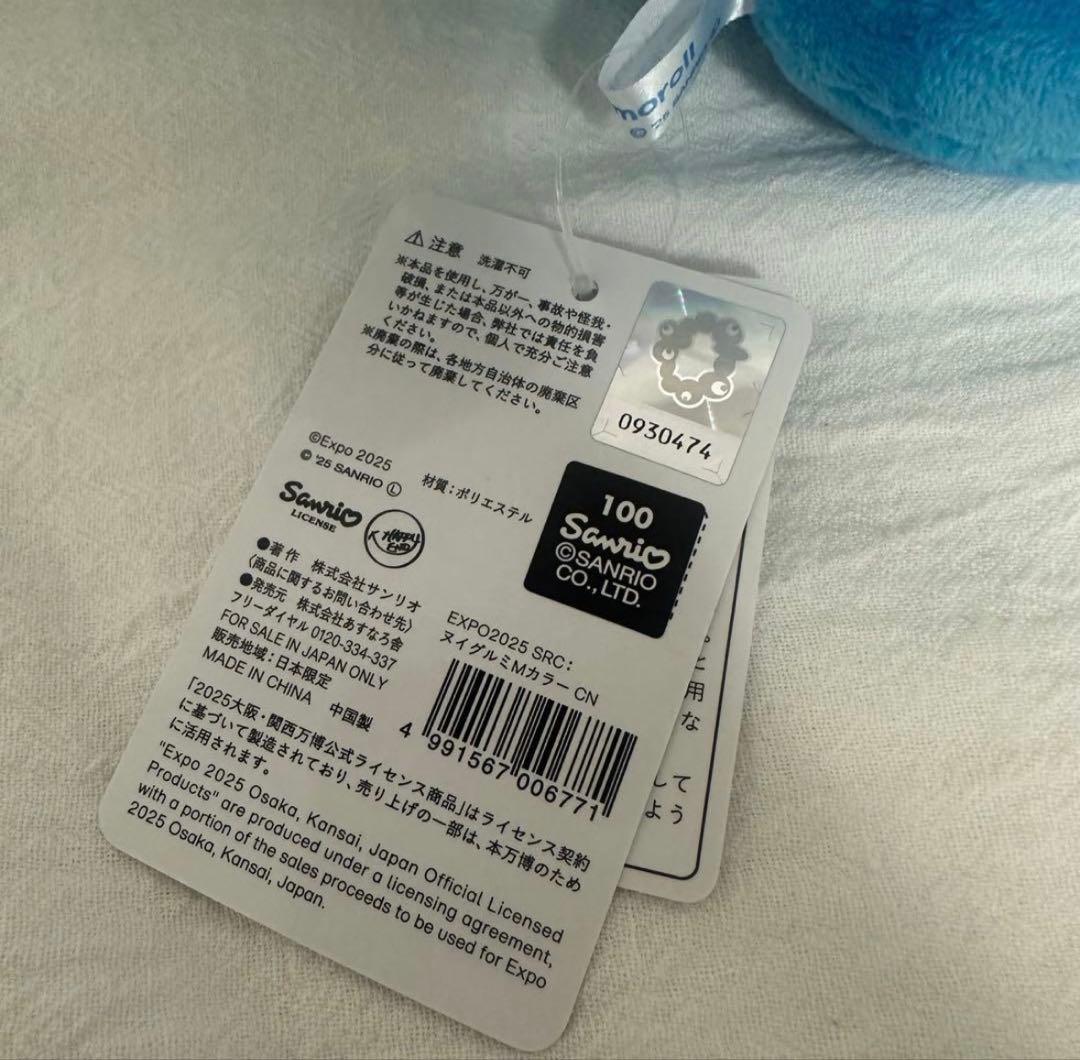 moroll
© '25 SANR
⚠注意 洗濯不可
※本品を使用し、万が一、事故や怪我・
破損、または本品以外への物的損害
等が生じた場合、弊社では責任を負
いかねますので、個人で充分ご注意
ください。
※廃棄の際は、各地方自治体の廃棄区
分に従って廃棄してください。
0930474
©Expo 2025
© '25 SANRIO Ⓛ
材質：ポリエステル
Sanrio
LICENSE
HAPPY
END
100
Sanrio
©SANRIO
CO., LTD.
●著作 株式会社サンリオ
〈商品に関するお問い合わせ先〉
●発売元 株式会社あすなろ舎
フリーダイヤル 0120-334-337
FOR SALE IN JAPAN ONLY
販売地域：日本限定
MADE IN CHINA 中国製
EXPO2025 SRC：
ヌイグルミMカラー CN
4 991567 006771
「2025大阪・関西万博公式ライセンス商品」はライセンス契約
に基づいて製造されており、売り上げの一部は、本万博のため
に活用されます。
"Expo 2025 Osaka, Kansai, Japan Official Licensed
Products" are produced under a licensing agreement,
with a portion of the sales proceeds to be used for Expo
2025 Osaka, Kansai, Japan.
と
用
な
して
よう